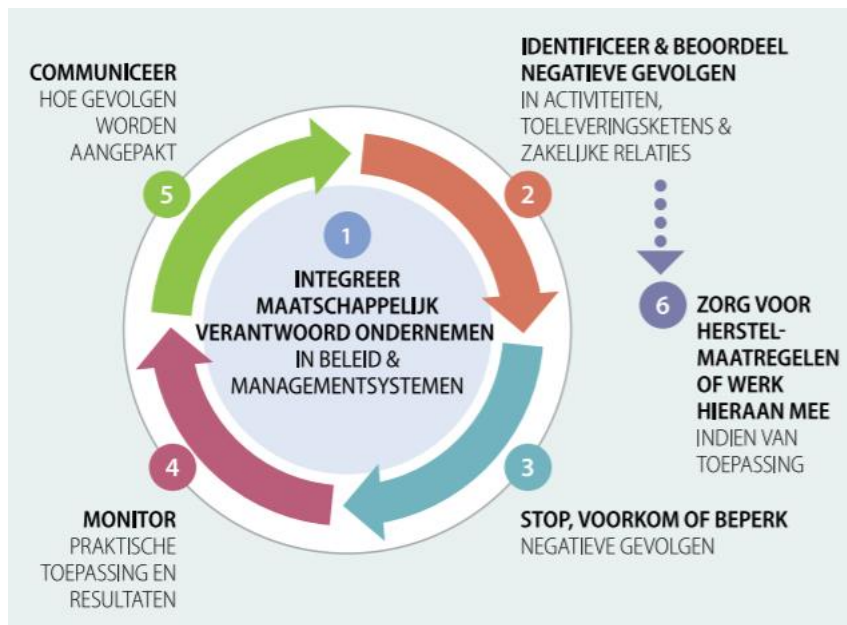 1
INTEGREER
MAATSCHAPPELIJK
VERANTWOORD ONDERNEMEN
IN BELEID &
MANAGEMENTSYSTEMEN
2
IDENTIFICEER & BEOORDEEL
NEGATIEVE GEVOLGEN
IN ACTIVITEITEN,
TOELEVERINGSKETENS &
ZAKELIJKE RELATIES
3
STOP, VOORKOM OF BEPERK
NEGATIEVE GEVOLGEN
4
MONITOR
PRAKTISCHE
TOEPASSING EN
RESULTATEN
5
COMMUNICEER
HOE GEVOLGEN
WORDEN
AANGEPAKT
6
ZORG VOOR
HERSTEL-
MAATREGELEN
OF WERK
HIERAAN MEE
INDIEN VAN
TOEPASSING